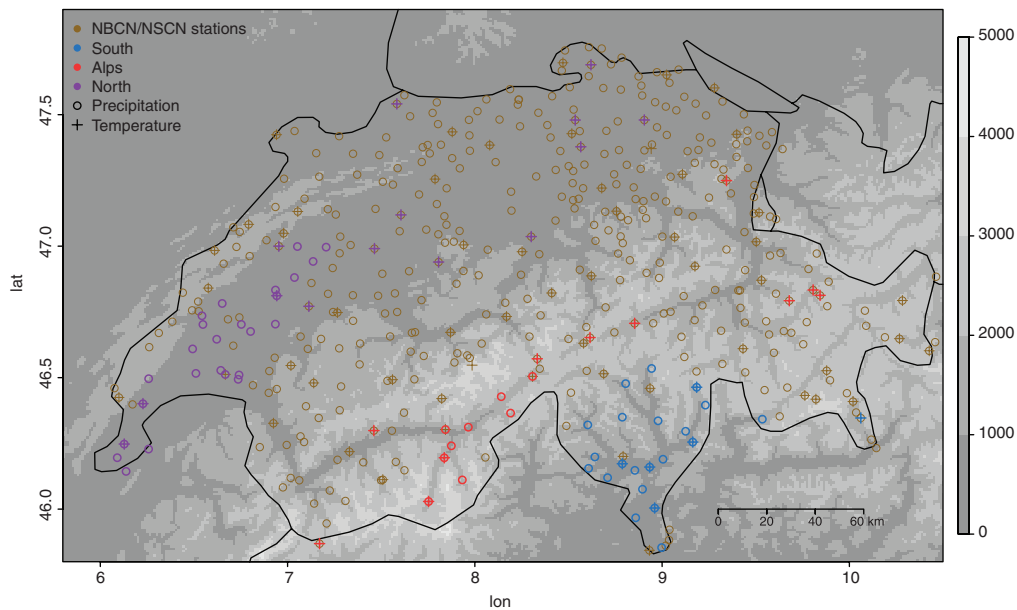 NBCN/NSCN stations
South
Alps
North
Precipitation
Temperature
lat
47.5
47.0
46.5
46.0
6
7
8
9
10
lon
0 20 40 60 km
5000
4000
3000
2000
1000
0